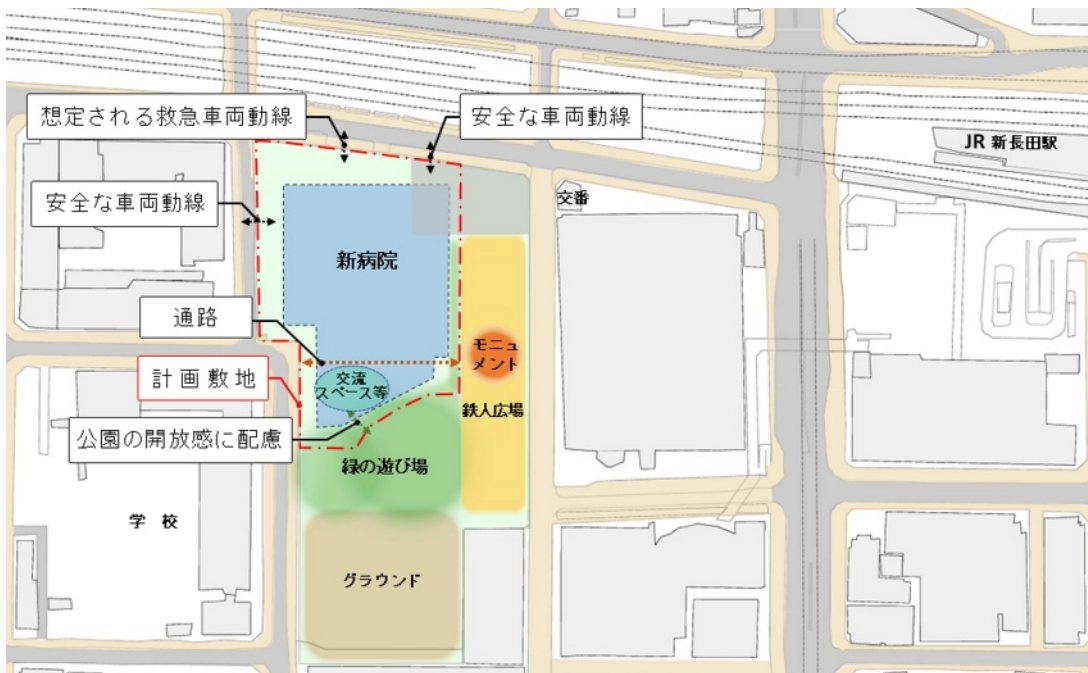 想定される救急車両動線
安全な車両動線
JR 新長田駅
安全な車両動線
交番
新病院
通路
モニュ
メント
計画敷地
交流
スペース等
鉄人広場
公園の開放感に配慮
緑の遊び場
学 校
グラウンド